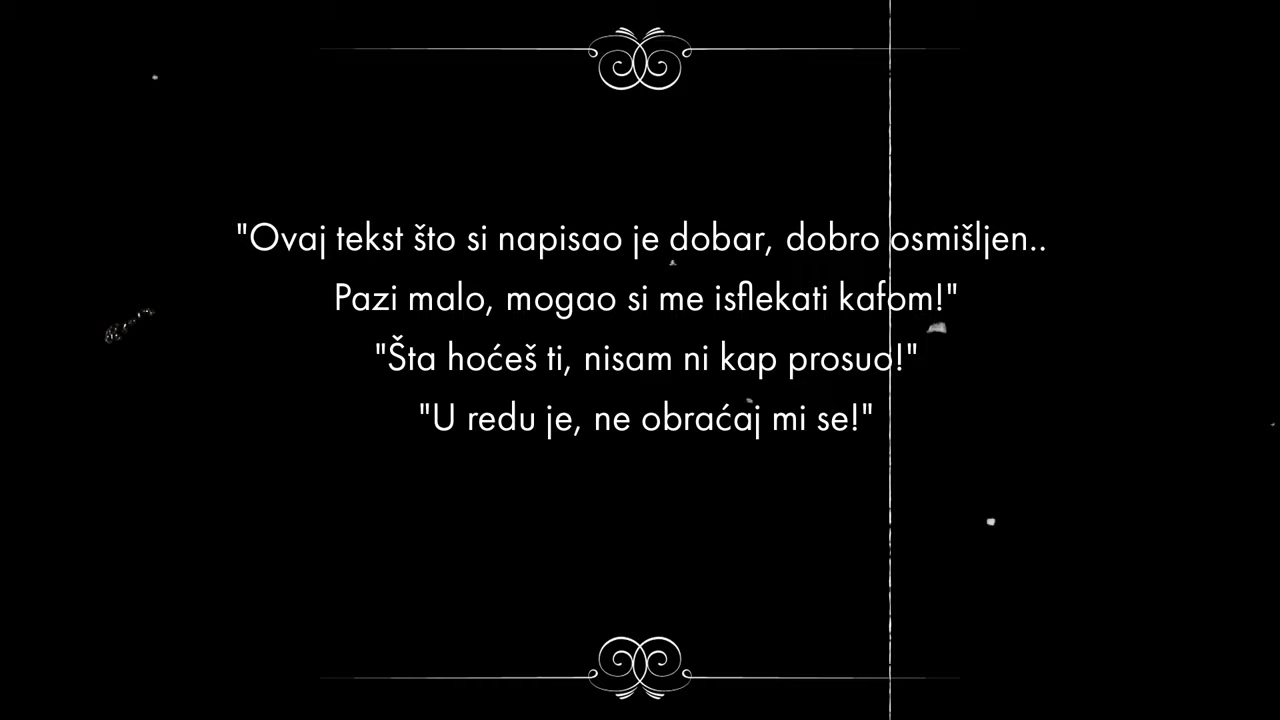 "Ovaj tekst što si napisao je dobar, dobro osmišljen..
Pazi malo, mogao si me isflekati kafom!"
"Šta hoćeš ti, nisam ni kap prosuo!"
"U redu je, ne obraćaj mi se!"